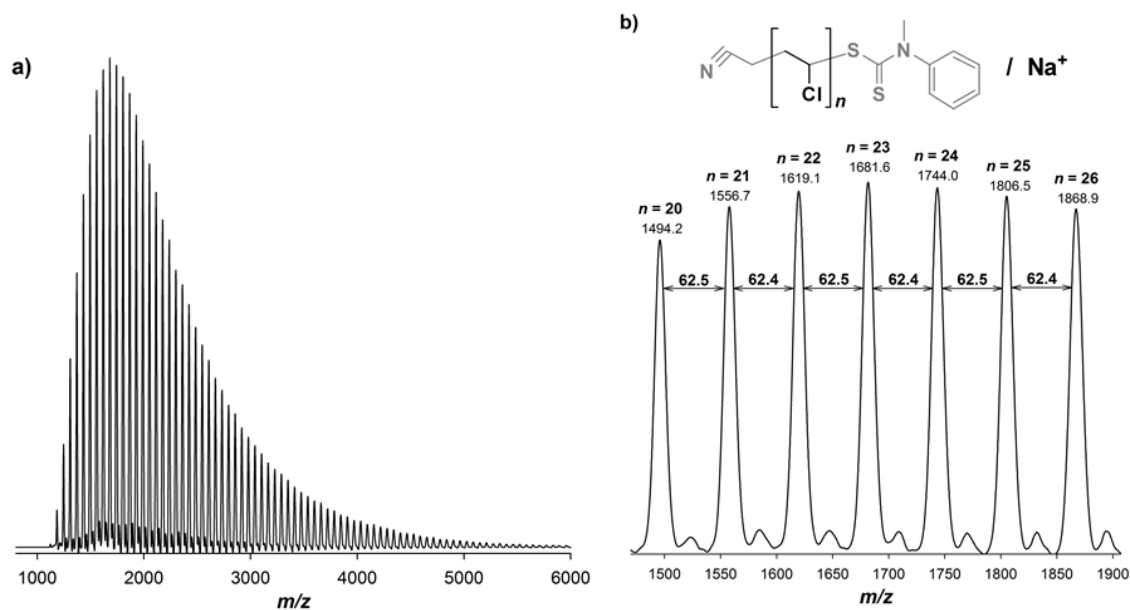 a)
1000 2000 3000 4000 5000 6000
m/z
b)
N
S
N
S
Cl
n
/ Na+
n = 20
1494.2
n = 21
1556.7
n = 22
1619.1
n = 23
1681.6
n = 24
1744.0
n = 25
1806.5
n = 26
1868.9
62.5 62.4 62.5 62.4 62.5 62.4
1500 1550 1600 1650 1700 1750 1800 1850 1900
m/z